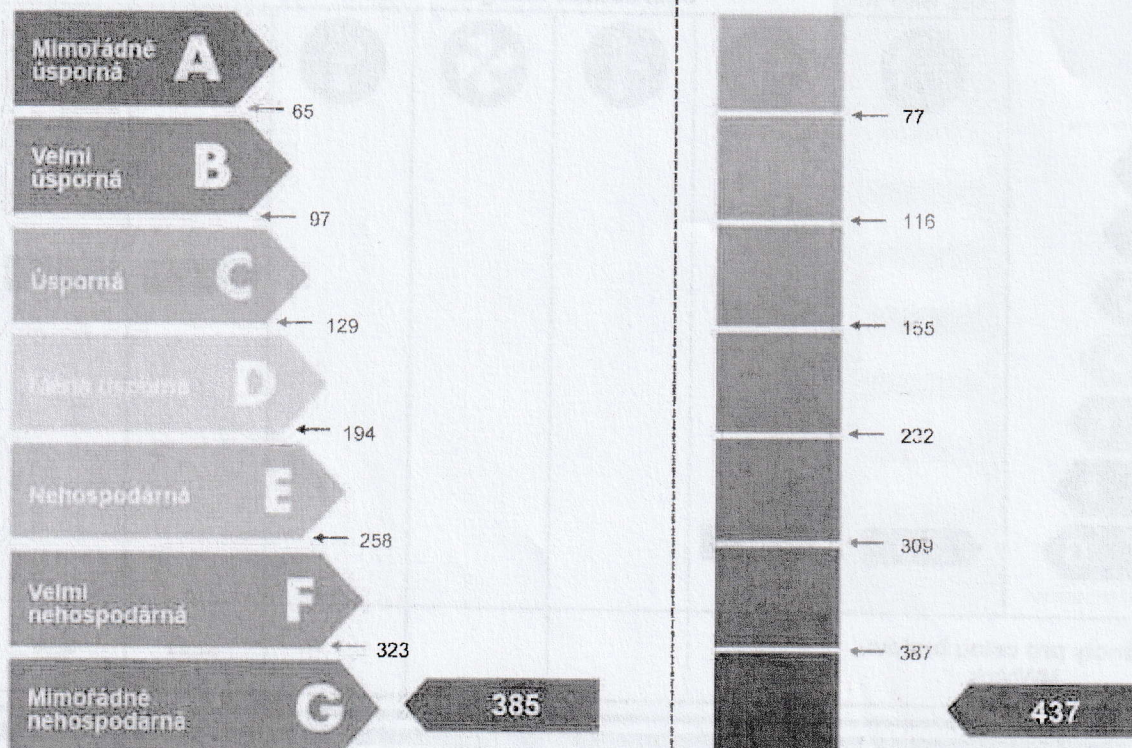 Mimořádně
úsporná
A
65
77
Velmi
úsporná
B
97
116
Úsporná
C
129
155
D
194
232
Nehospodárná
E
258
309
Velmi
nehospodárná
F
323
387
Mimořádně
nehospodárná
G
385
437